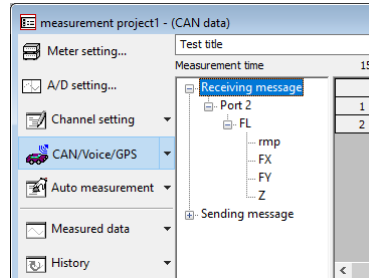 measurement project1 - (CAN data)
Meter setting...
A/D setting...
Channel setting
CAN/Voice/GPS
Auto measurement
Measured data
History
Test title
Measurement time 15
Receiving message
Port 2
FL
rmp
FX
FY
Z
Sending message
1
2